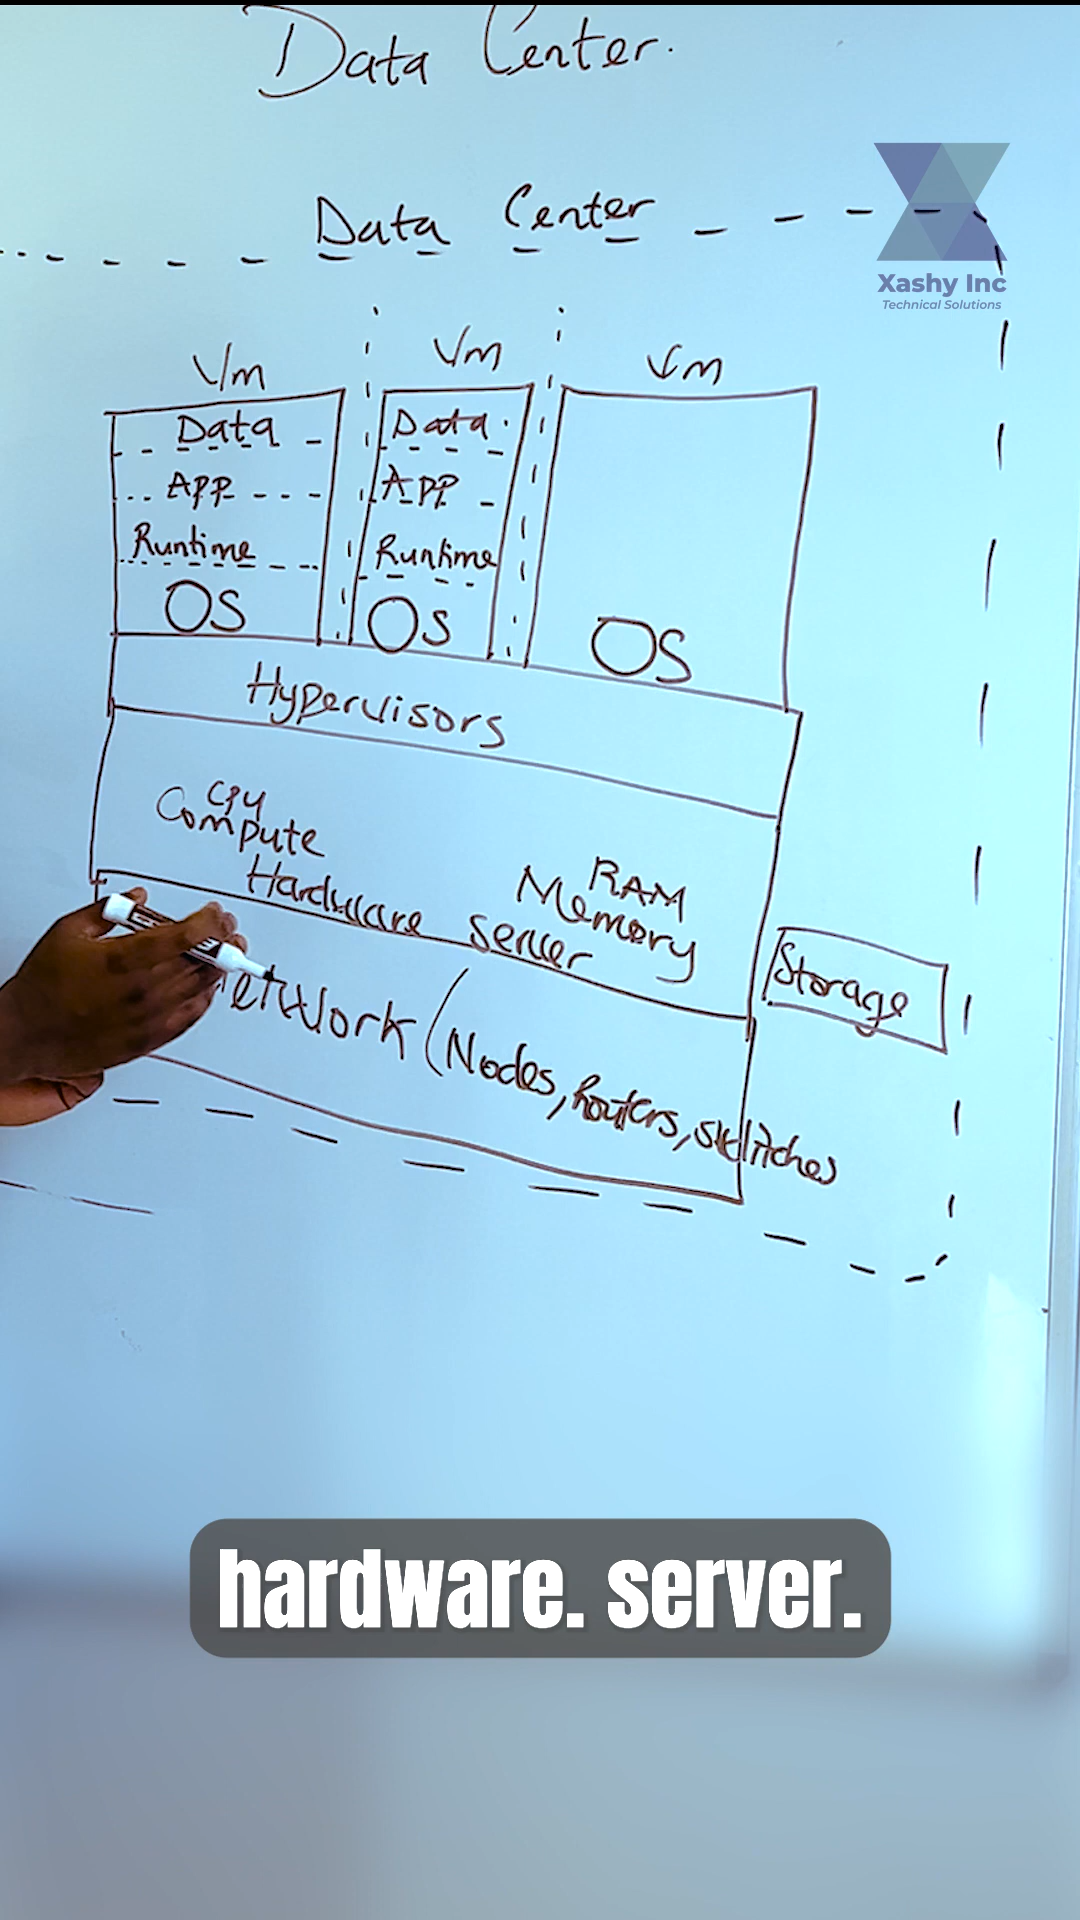 Data Center.
Data Center
Xashy Inc
Technical Solutions
Vm
Vm
Vm
Data
APP
Runtime
OS
Data.
APP
Runtime
OS
OS
Hypervisors
CPU
Compute
RAM
Memory
Hardware server
Storage
etwork (Nodes, Routers, switches
hardware. server.